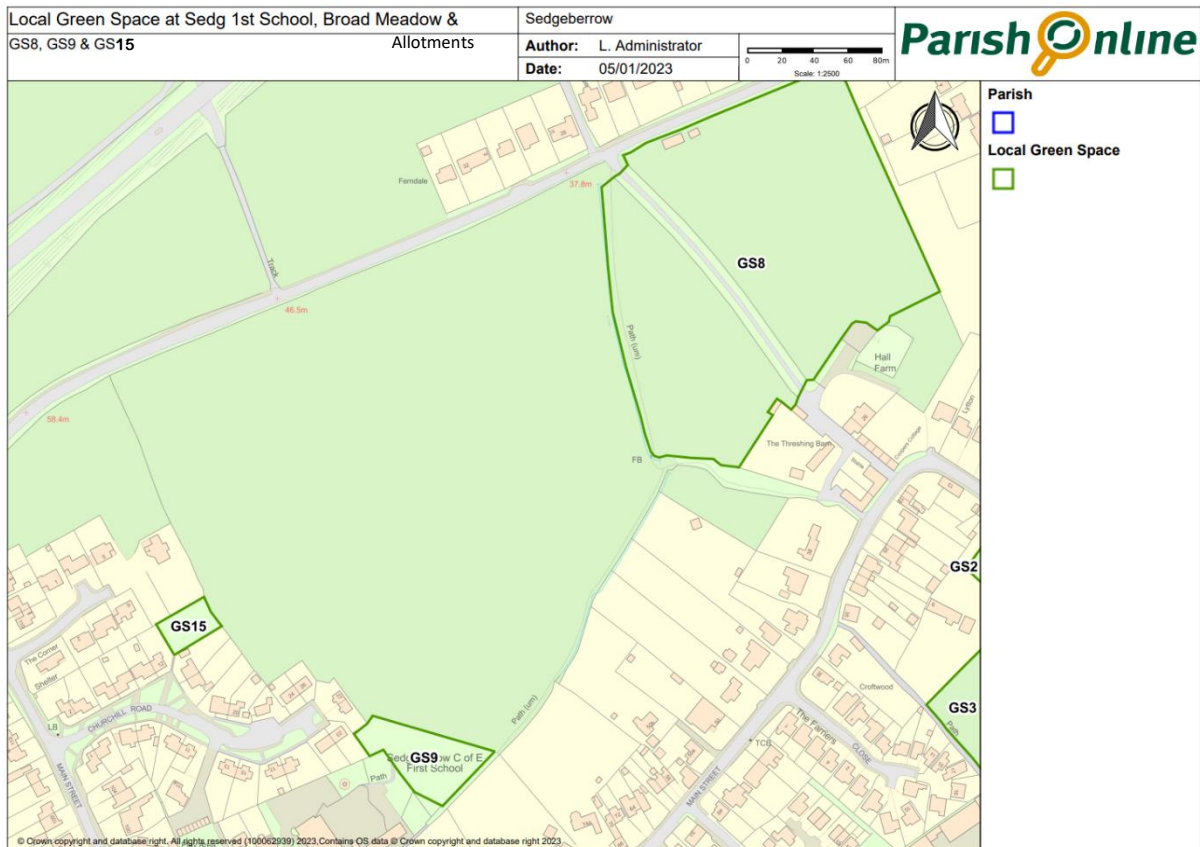 Local Green Space at Sedg 1st School, Broad Meadow &
GS8, GS9 & GS15 Allotments
Sedgeberrow
Author: L. Administrator
Date: 05/01/2023
0 20 40 60 80m
Scale: 1:2500
Parish Online
Parish
Local Green Space
Ferndale
37.8m
Track
46.5m
58.4m
GS8
Path (um)
Hall
Farm
Lytton
FB
The Threshing Barn
GS2
GS15
The Corner
Shelter
CHURCHILL ROAD
LB
MAIN STREET
Path (um)
GS9
C of E
First School
Path
Croftwood
GS3
Path
The Farriers
CLOSE
TCB
MAIN STREET
© Crown copyright and database right. All rights reserved (100062939) 2023,Contains OS data © Crown copyright and database right 2023